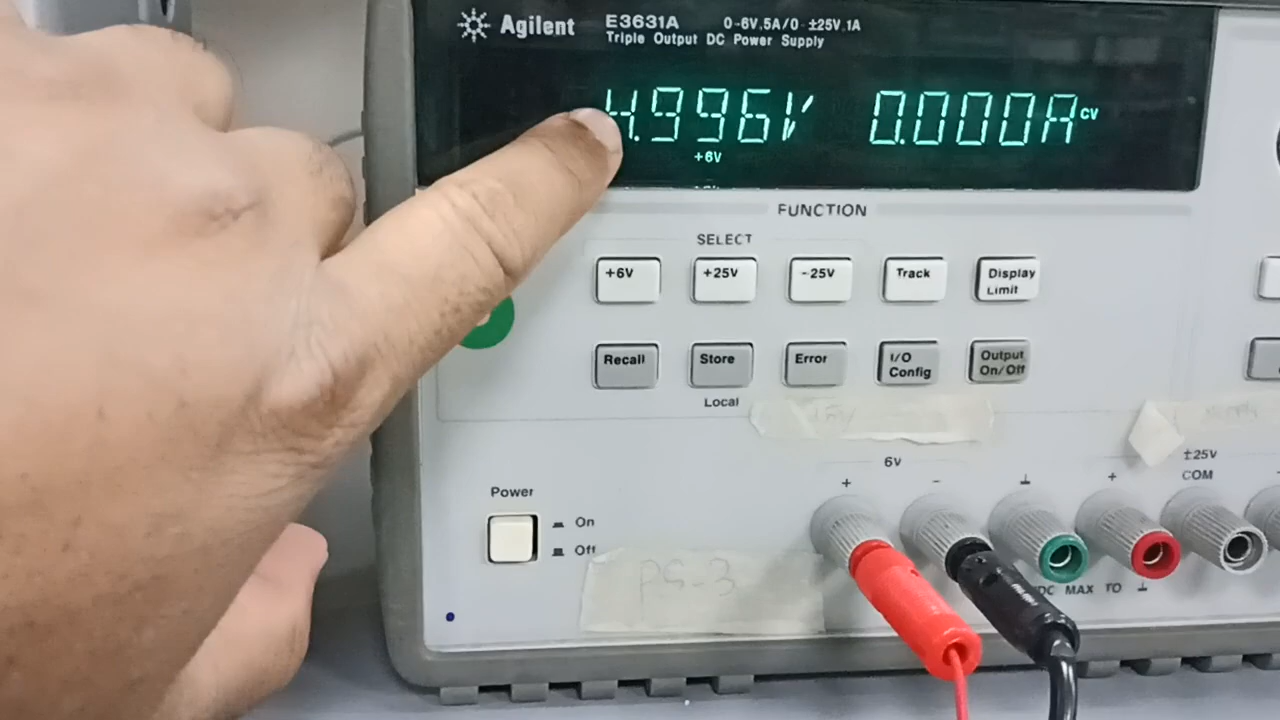 Agilent E3631A 0-6V,5A/0-±25V,1A
Triple Output DC Power Supply
4.996V 0.000A CV
+6V
FUNCTION
SELECT
+6V +25V -25V Track Display Limit
Recall Store Error I/O Config Output On/Off
Local
6V
±25V
Power
+ - ⏚ + COM
On
Off
PS-3
MAX TO ⏚